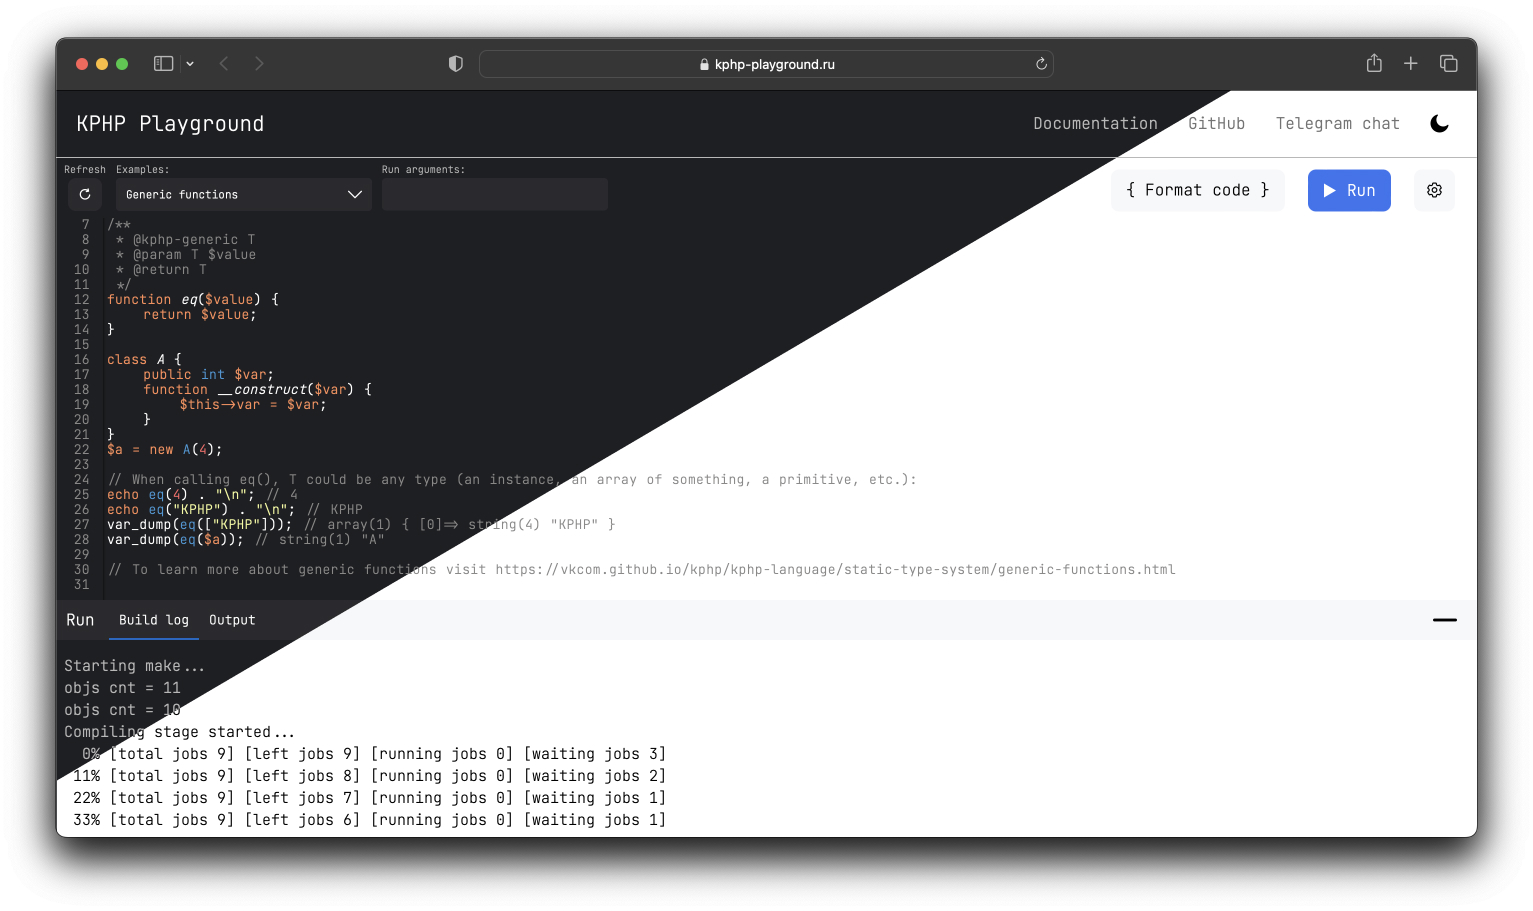 kphp-playground.ru
KPHP Playground
Documentation GitHub Telegram chat
Refresh Examples: Run arguments:
Generic functions
{ Format code } Run
7 /**
8  * @kphp-generic T
9  * @param T $value
10  * @return T
11  */
12 function eq($value) {
13     return $value;
14 }
15
16 class A {
17     public int $var;
18     function __construct($var) {
19         $this->var = $var;
20     }
21 }
22 $a = new A(4);
23
24 // When calling eq(), T could be any type (an instance, an array of something, a primitive, etc.):
25 echo eq(4) . "\n"; // 4
26 echo eq("KPHP") . "\n"; // KPHP
27 var_dump(eq(["KPHP"])); // array(1) { [0]=> string(4) "KPHP" }
28 var_dump(eq($a)); // string(1) "A"
29
30 // To learn more about generic functions visit https://vkcom.github.io/kphp/kphp-language/static-type-system/generic-functions.html
31
Run Build log Output
Starting make...
objs cnt = 11
objs cnt = 10
Compiling stage started...
0% [total jobs 9] [left jobs 9] [running jobs 0] [waiting jobs 3]
11% [total jobs 9] [left jobs 8] [running jobs 0] [waiting jobs 2]
22% [total jobs 9] [left jobs 7] [running jobs 0] [waiting jobs 1]
33% [total jobs 9] [left jobs 6] [running jobs 0] [waiting jobs 1]